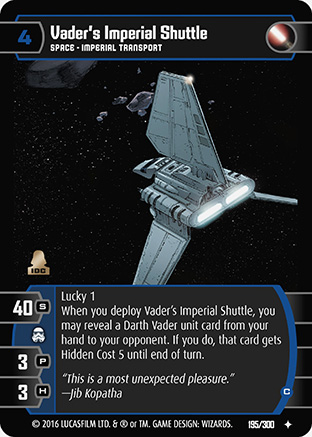 4 Vader's Imperial Shuttle
SPACE • IMPERIAL TRANSPORT
IDC
40 S
3 P
3 H
Lucky 1
When you deploy Vader's Imperial Shuttle, you
may reveal a Darth Vader unit card from your
hand to your opponent. If you do, that card gets
Hidden Cost 5 until end of turn.
"This is a most unexpected pleasure."
—Jib Kopatha
C
© 2016 LUCASFILM LTD. & ® or TM. GAME DESIGN: WIZARDS. 195/300